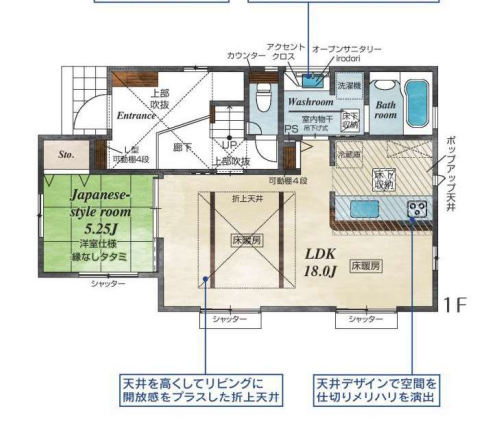 アクセント
クロス
オープンサニタリー
irodori
カウンター
上部
吹抜
Entrance
洗濯機
Washroom
室内物干
吊下げ式
床下
収納
Bath
room
PS
L型
可動棚4段
廊下
UP
上部吹抜
Sto.
可動棚4段
冷蔵庫
床下
収納
ポップアップ天井
Japanese-
style room
5.25J
洋室仕様
縁なしタタミ
折上天井
床暖房
LDK
18.0J
床暖房
シャッター
シャッター
シャッター
1F
天井を高くしてリビングに
開放感をプラスした折上天井
天井デザインで空間を
仕切りメリハリを演出